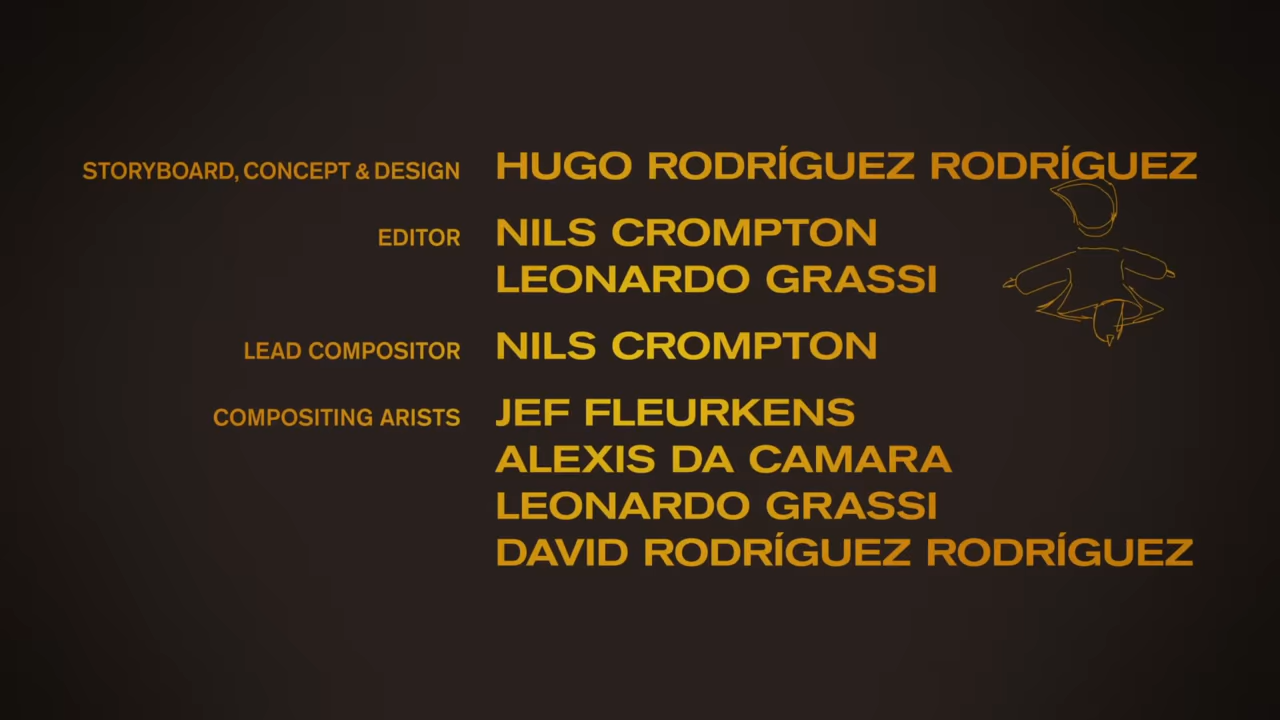 STORYBOARD, CONCEPT & DESIGN HUGO RODRÍGUEZ RODRÍGUEZ
EDITOR NILS CROMPTON
LEONARDO GRASSI
LEAD COMPOSITOR NILS CROMPTON
COMPOSITING ARISTS JEF FLEURKENS
ALEXIS DA CAMARA
LEONARDO GRASSI
DAVID RODRÍGUEZ RODRÍGUEZ